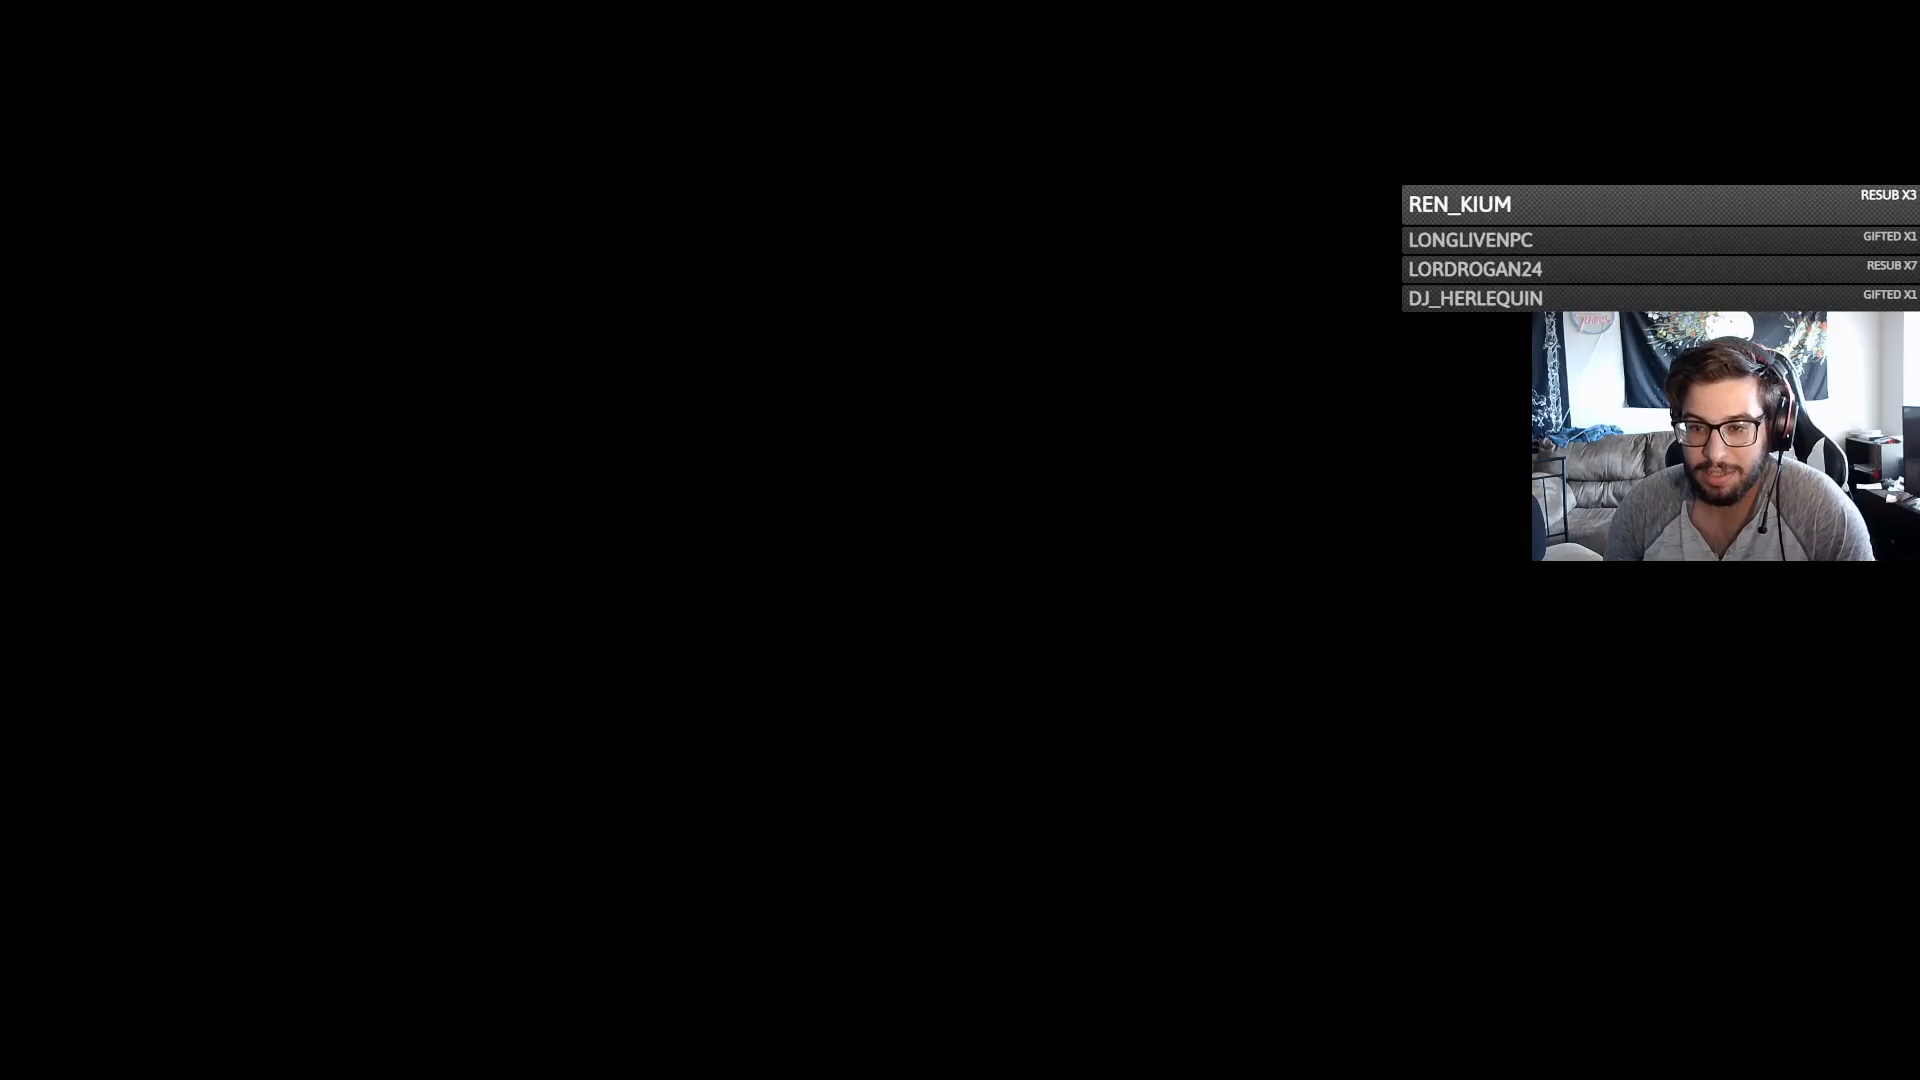 REN_KIUM RESUB X3
LONGLIVENPC GIFTED X1
LORDROGAN24 RESUB X7
DJ_HERLEQUIN GIFTED X1